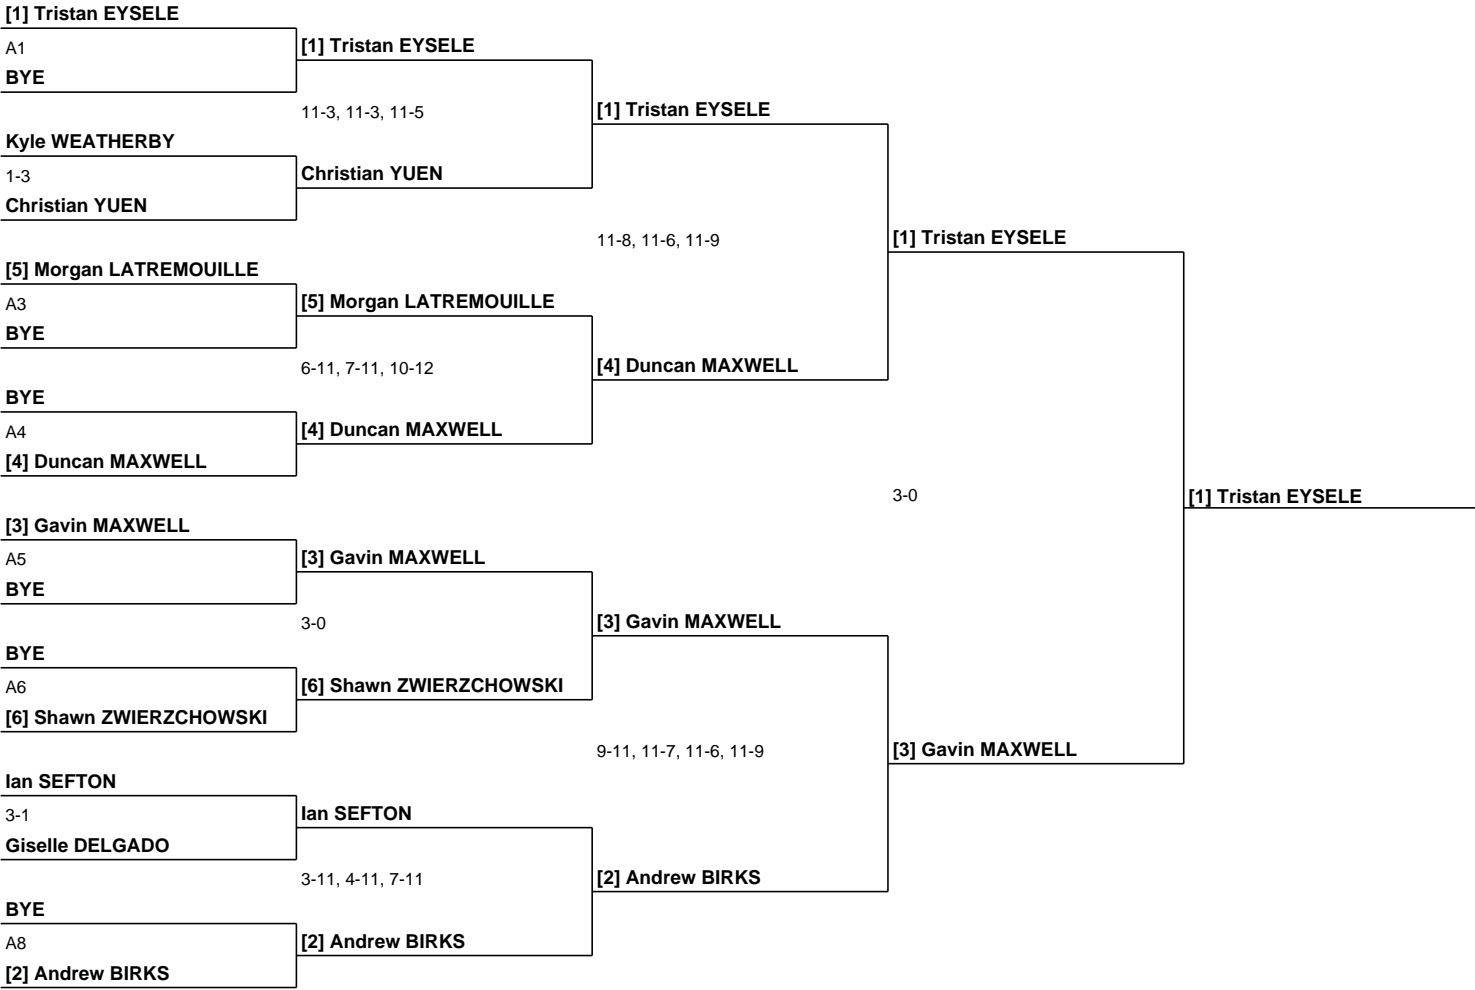 [1] Tristan EYSELE
A1
BYE
Kyle WEATHERBY
1-3
Christian YUEN
[5] Morgan LATREMOUILLE
A3
BYE
BYE
A4
[4] Duncan MAXWELL
[3] Gavin MAXWELL
A5
BYE
BYE
A6
[6] Shawn ZWIERZCHOWSKI
Ian SEFTON
3-1
Giselle DELGADO
BYE
A8
[2] Andrew BIRKS
[1] Tristan EYSELE
11-3, 11-3, 11-5
Christian YUEN
[5] Morgan LATREMOUILLE
6-11, 7-11, 10-12
[4] Duncan MAXWELL
[3] Gavin MAXWELL
3-0
[6] Shawn ZWIERZCHOWSKI
Ian SEFTON
3-11, 4-11, 7-11
[2] Andrew BIRKS
[1] Tristan EYSELE
11-8, 11-6, 11-9
[4] Duncan MAXWELL
[3] Gavin MAXWELL
9-11, 11-7, 11-6, 11-9
[2] Andrew BIRKS
[1] Tristan EYSELE
3-0
[3] Gavin MAXWELL
[1] Tristan EYSELE